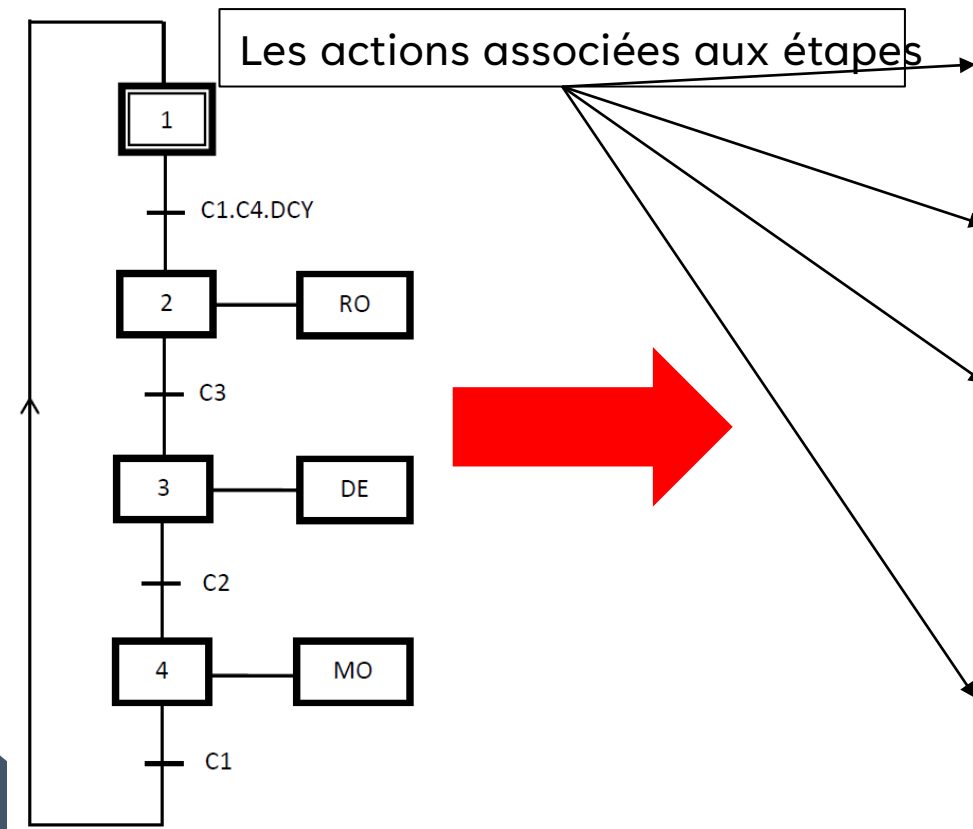 Les actions associées aux étapes
1
C1.C4.DCY
2 RO
C3
3 DE
C2
4 MO
C1